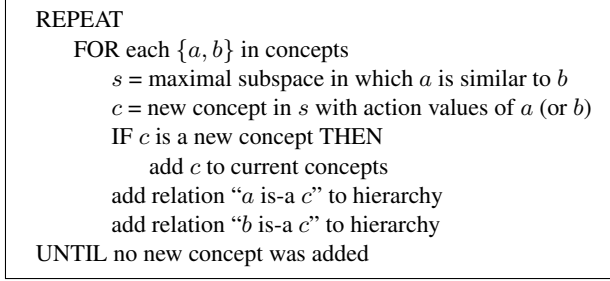 REPEAT
FOR each {a, b} in concepts
s = maximal subspace in which a is similar to b
c = new concept in s with action values of a (or b)
IF c is a new concept THEN
add c to current concepts
add relation “a is-a c” to hierarchy
add relation “b is-a c” to hierarchy
UNTIL no new concept was added